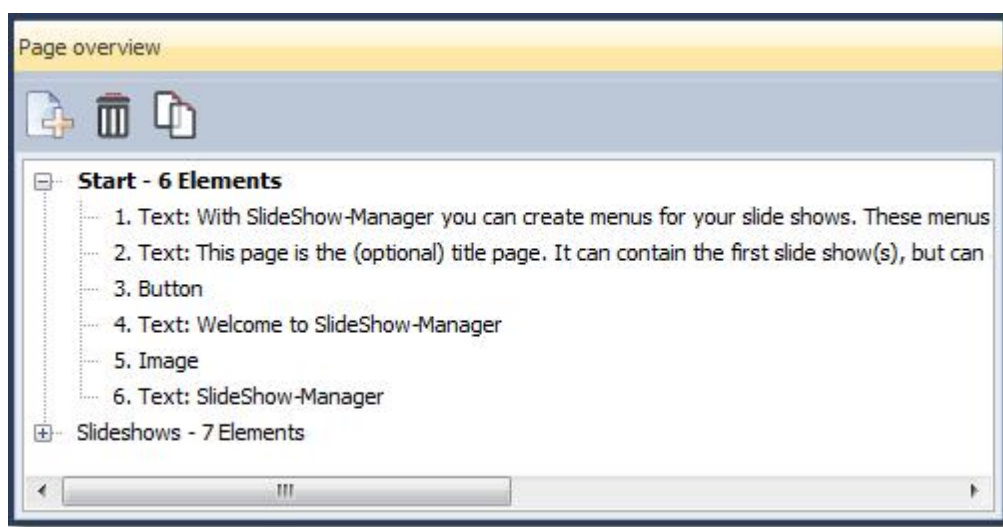 Page overview
Start - 6 Elements
1. Text: With SlideShow-Manager you can create menus for your slide shows. These menus
2. Text: This page is the (optional) title page. It can contain the first slide show(s), but can
3. Button
4. Text: Welcome to SlideShow-Manager
5. Image
6. Text: SlideShow-Manager
Slideshows - 7 Elements